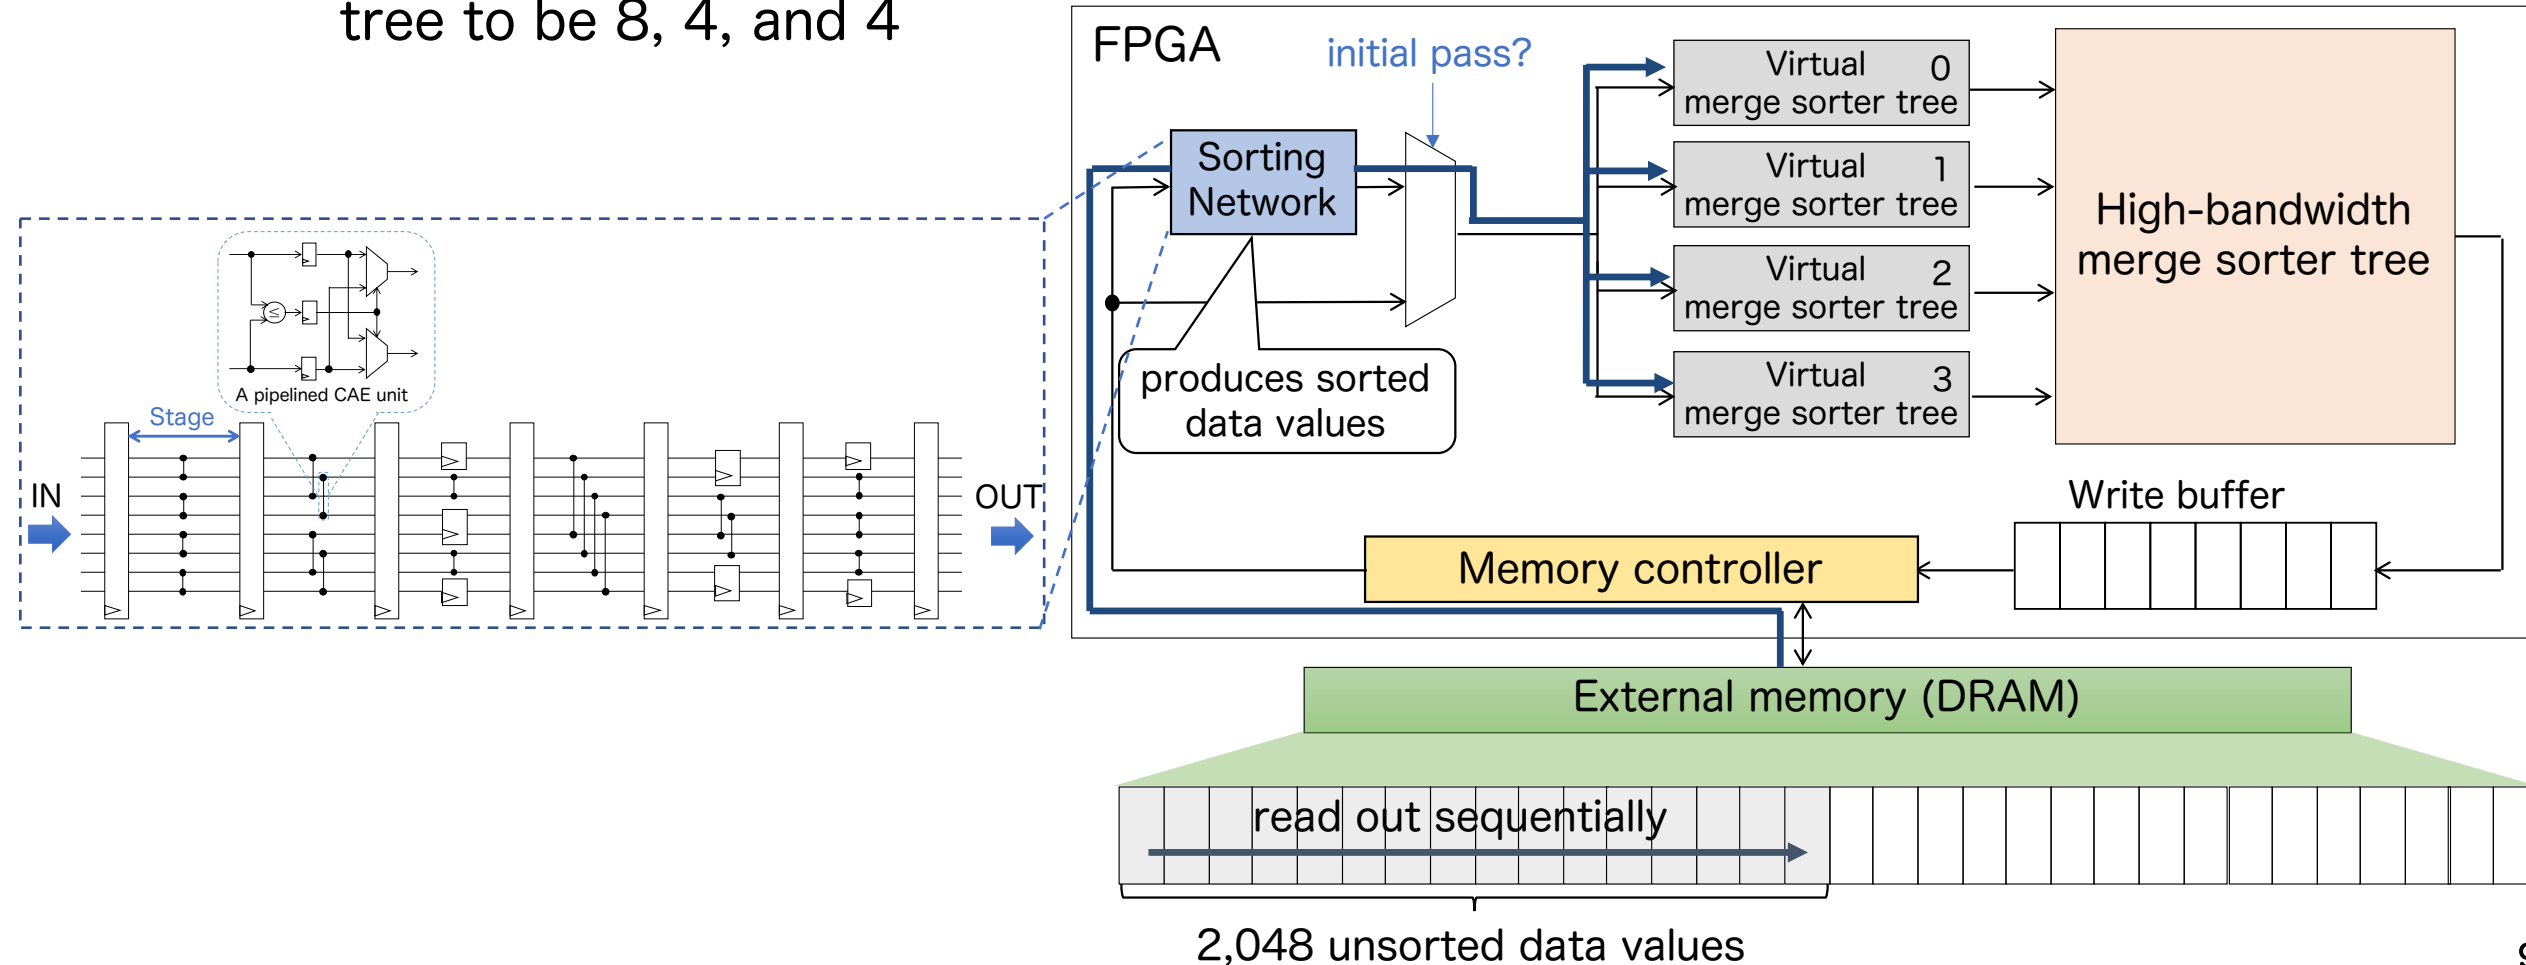 tree to be 8, 4, and 4
FPGA
initial pass?
Virtual 0
merge sorter tree
Virtual 1
merge sorter tree
Virtual 2
merge sorter tree
Virtual 3
merge sorter tree
High-bandwidth
merge sorter tree
Sorting
Network
produces sorted
data values
≤
A pipelined CAE unit
Stage
IN
OUT
Write buffer
Memory controller
External memory (DRAM)
read out sequentially
2,048 unsorted data values